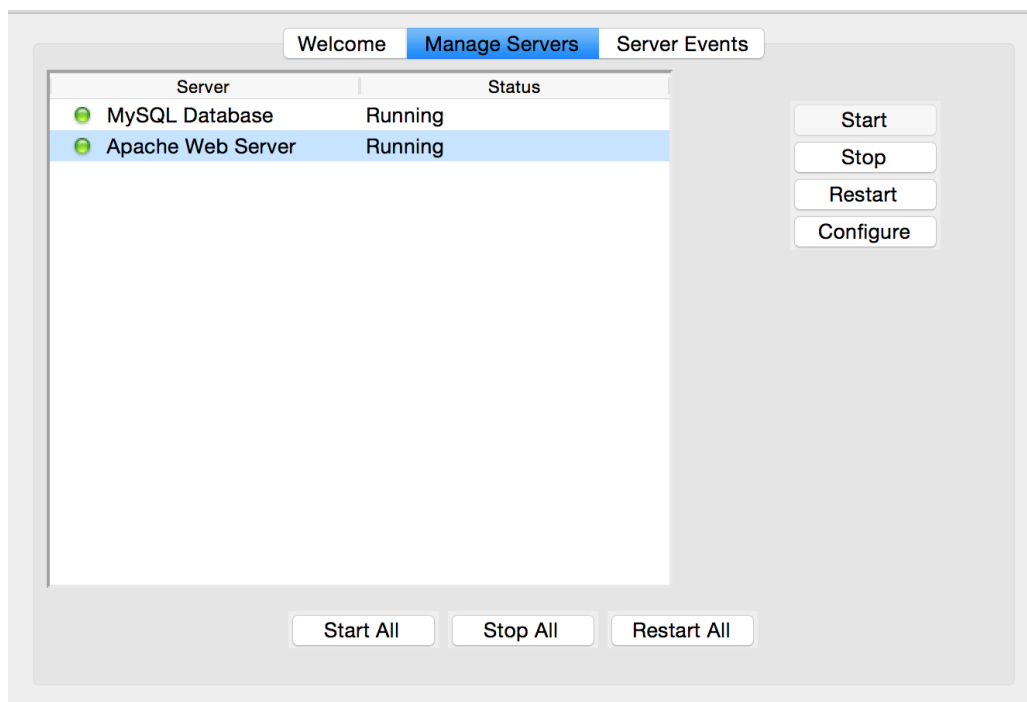 Welcome Manage Servers Server Events
Server Status
MySQL Database Running
Apache Web Server Running
Start
Stop
Restart
Configure
Start All Stop All Restart All